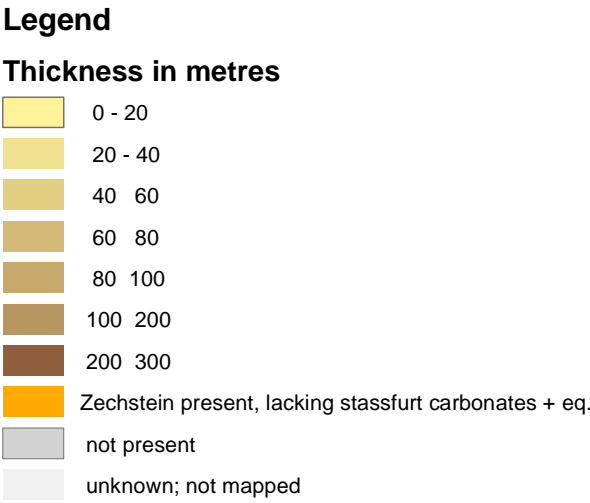 Legend
Thickness in metres
0 - 20
20 - 40
40 60
60 80
80 100
100 200
200 300
Zechstein present, lacking stassfurt carbonates + eq.
not present
unknown; not mapped